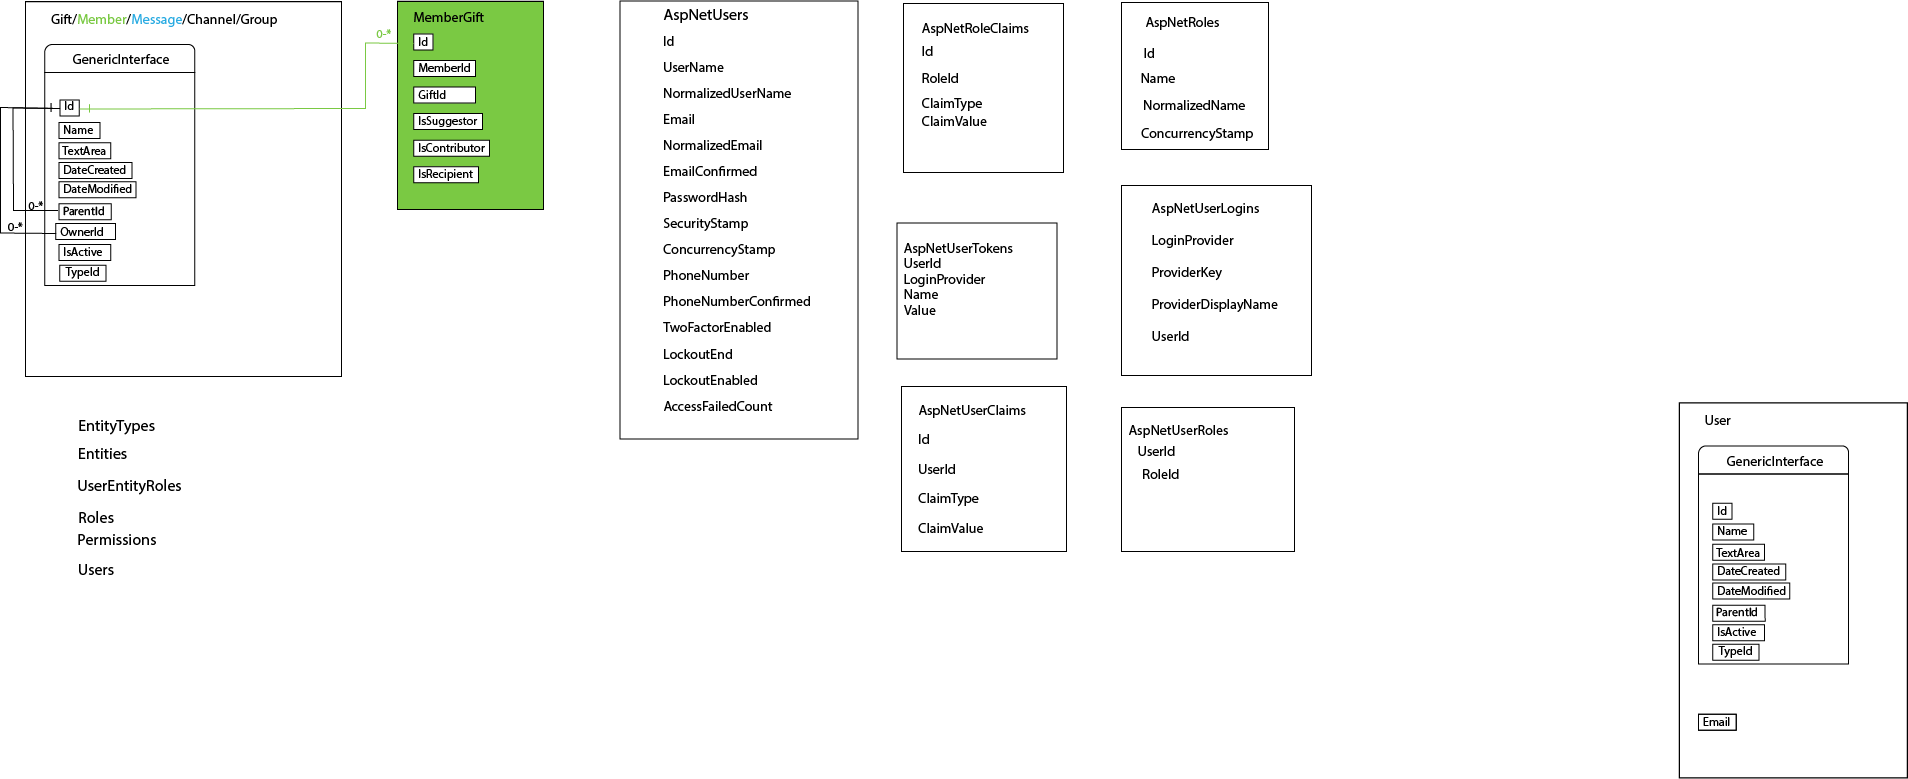 Gift/Member/Message/Channel/Group
GenericInterface
Id
Name
TextArea
DateCreated
DateModified
0-*
ParentId
0-*
OwnerId
IsActive
TypeId
0-*
MemberGift
Id
MemberId
GiftId
IsSuggestor
IsContributor
IsRecipient
AspNetUsers
Id
UserName
NormalizedUserName
Email
NormalizedEmail
EmailConfirmed
PasswordHash
SecurityStamp
ConcurrencyStamp
PhoneNumber
PhoneNumberConfirmed
TwoFactorEnabled
LockoutEnd
LockoutEnabled
AccessFailedCount
AspNetRoleClaims
Id
RoleId
ClaimType
ClaimValue
AspNetRoles
Id
Name
NormalizedName
ConcurrencyStamp
AspNetUserTokens
UserId
LoginProvider
Name
Value
AspNetUserLogins
LoginProvider
ProviderKey
ProviderDisplayName
UserId
AspNetUserClaims
Id
UserId
ClaimType
ClaimValue
AspNetUserRoles
UserId
RoleId
EntityTypes
Entities
UserEntityRoles
Roles
Permissions
Users
User
GenericInterface
Id
Name
TextArea
DateCreated
DateModified
ParentId
IsActive
TypeId
Email